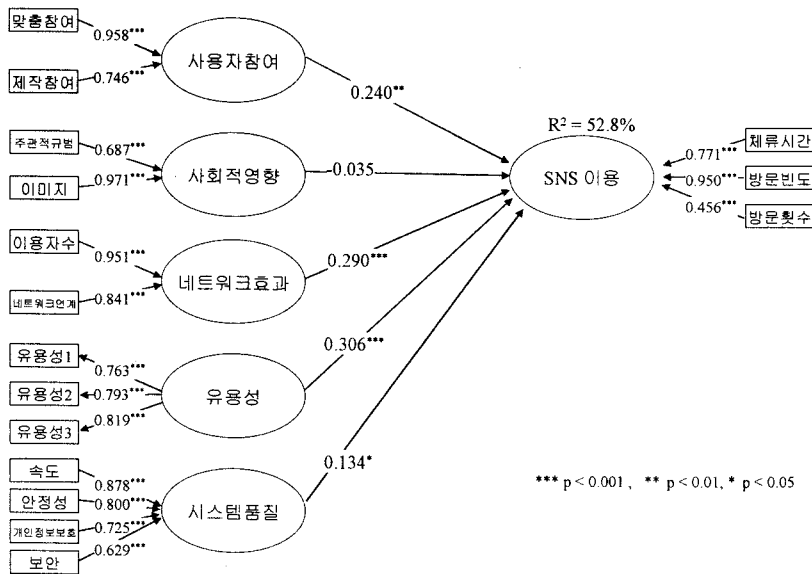 맞춤참여
0.958***
사용자참여
제작참여
0.746***
0.240**
R² = 52.8%
주관적규범
0.687***
사회적영향
0.035
이미지
0.971***
SNS 이용
체류시간
0.771***
방문빈도
0.950***
방문횟수
0.456***
이용자수
0.951***
네트워크효과
0.290***
네트워크연계
0.841***
유용성1
0.763***
유용성2
0.793***
유용성
0.306***
유용성3
0.819***
0.134*
속도
0.878***
안정성
0.800***
시스템품질
개인정보보호
0.725***
보안
0.629***
*** p < 0.001 , ** p < 0.01, * p < 0.05